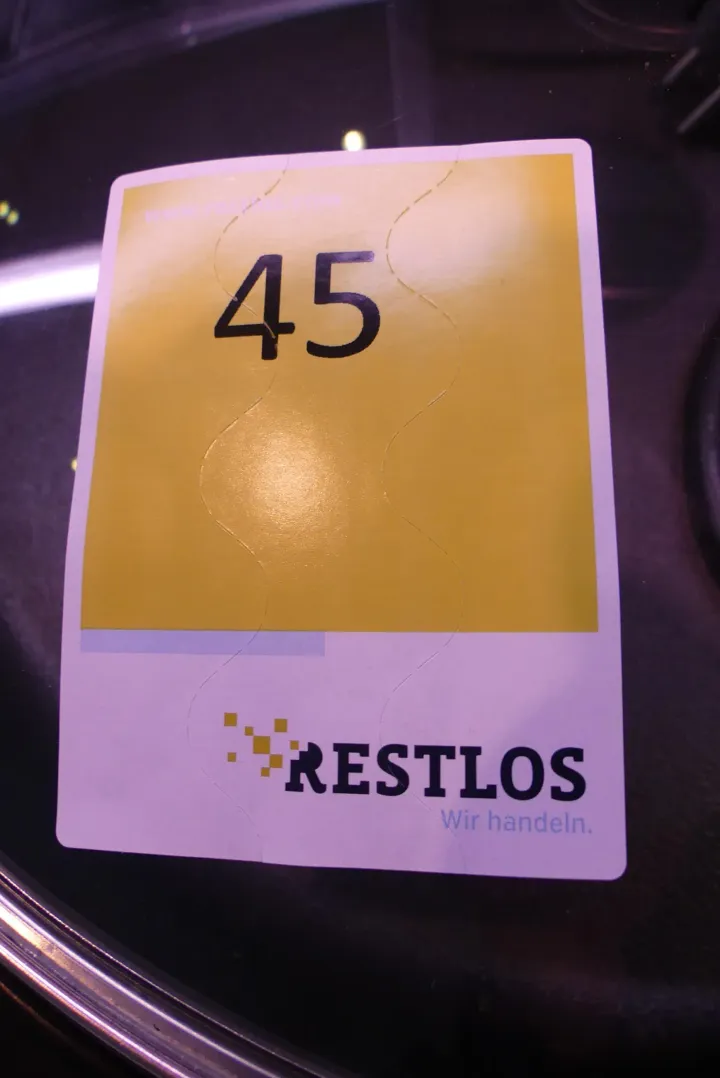 45
RESTLOS
Wir handeln.